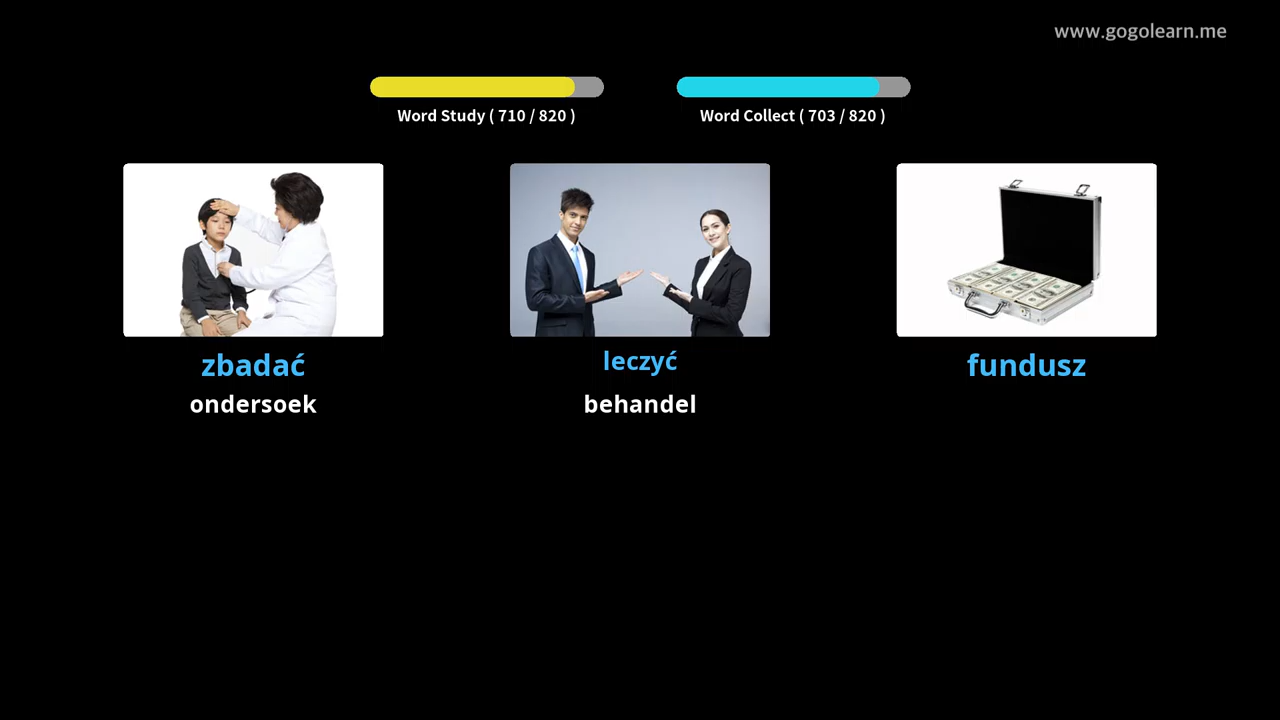 www.gogolearn.me
Word Study ( 710 / 820 )
Word Collect ( 703 / 820 )
zbadać
leczyć
fundusz
ondersoek
behandel